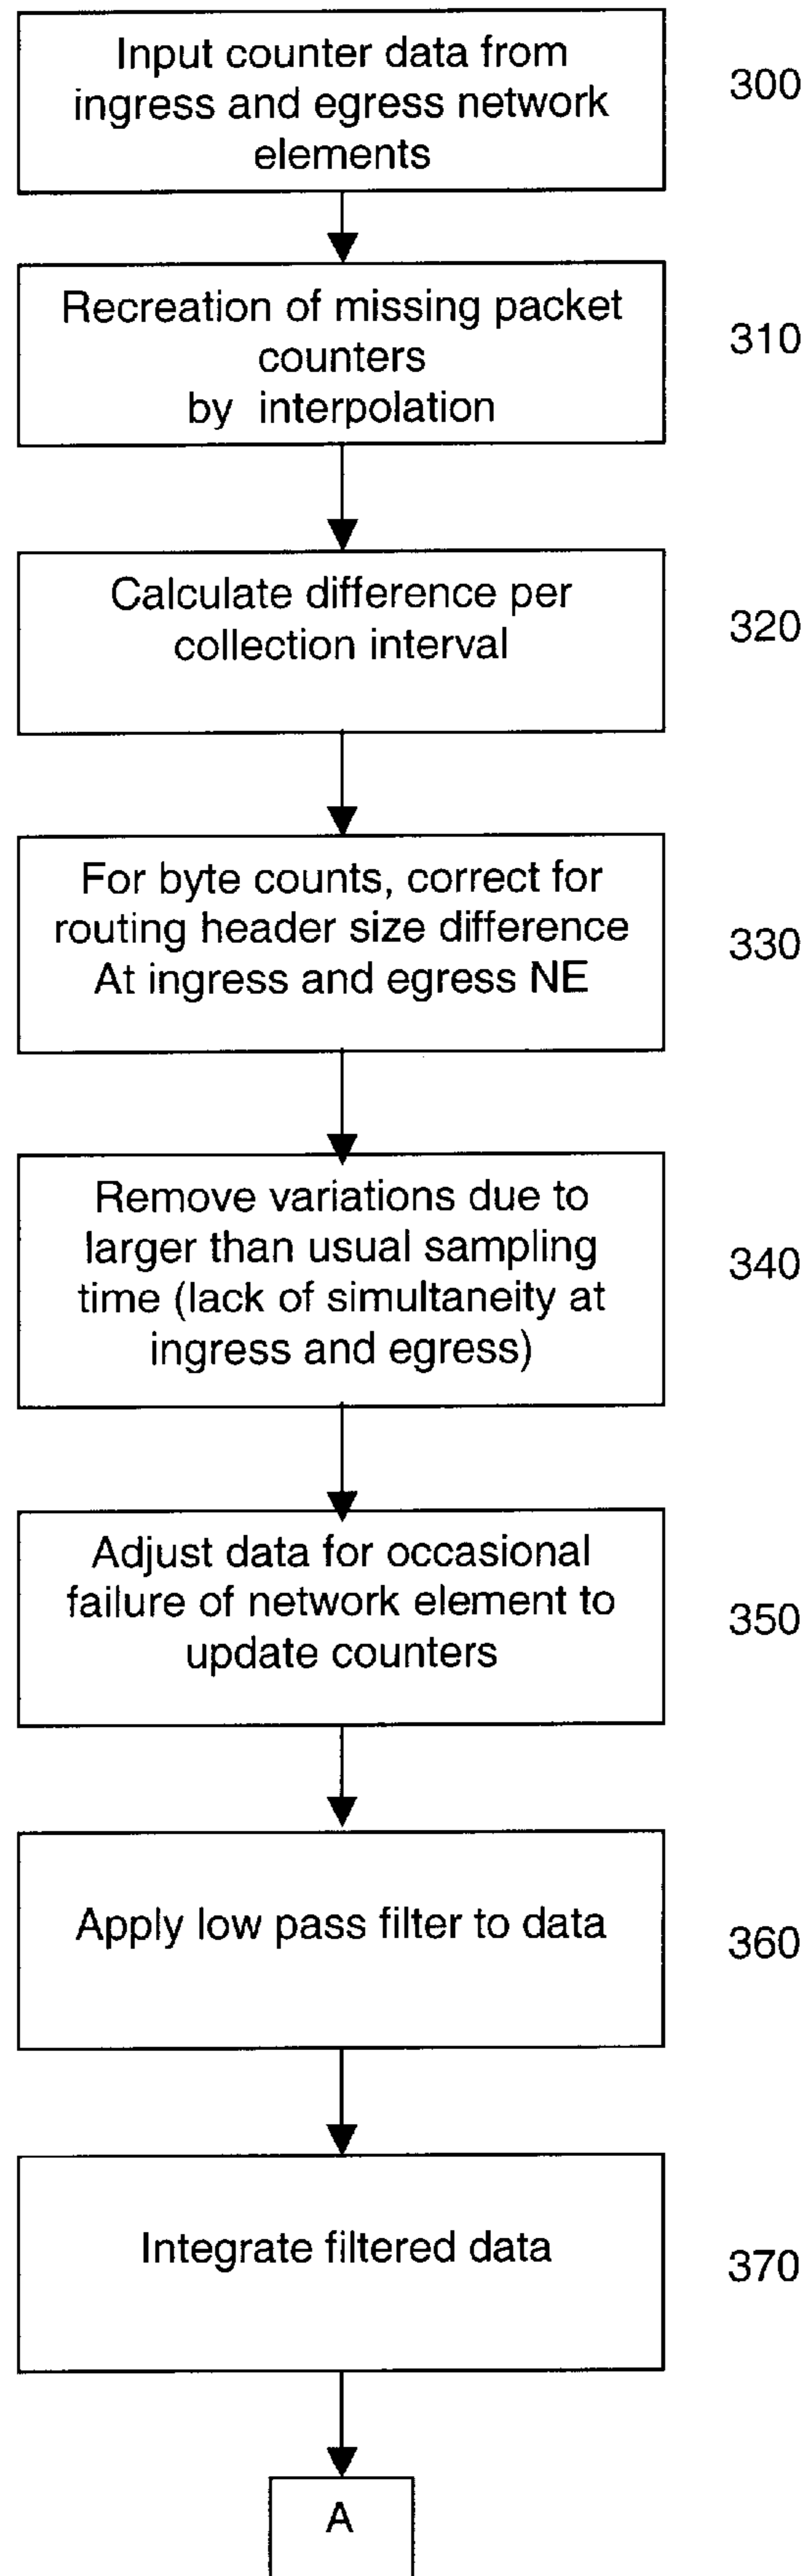 Input counter data from
ingress and egress network
elements
300
Recreation of missing packet
counters
by interpolation
310
Calculate difference per
collection interval
320
For byte counts, correct for
routing header size difference
At ingress and egress NE
330
Remove variations due to
larger than usual sampling
time (lack of simultaneity at
ingress and egress)
340
Adjust data for occasional
failure of network element to
update counters
350
Apply low pass filter to data
360
Integrate filtered data
370
A